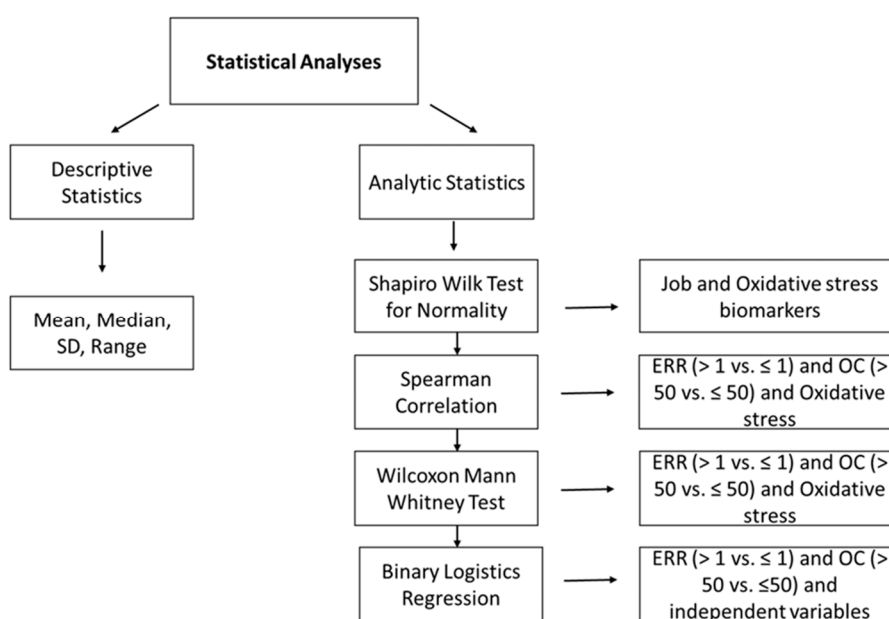 Statistical Analyses
Descriptive
Statistics
Analytic Statistics
Mean, Median,
SD, Range
Shapiro Wilk Test
for Normality
Job and Oxidative stress
biomarkers
Spearman
Correlation
ERR (> 1 vs. ≤ 1) and OC (>
50 vs. ≤ 50) and Oxidative
stress
Wilcoxon Mann
Whitney Test
ERR (> 1 vs. ≤ 1) and OC (>
50 vs. ≤ 50) and Oxidative
stress
Binary Logistics
Regression
ERR (> 1 vs. ≤ 1) and OC (>
50 vs. ≤50) and
independent variables